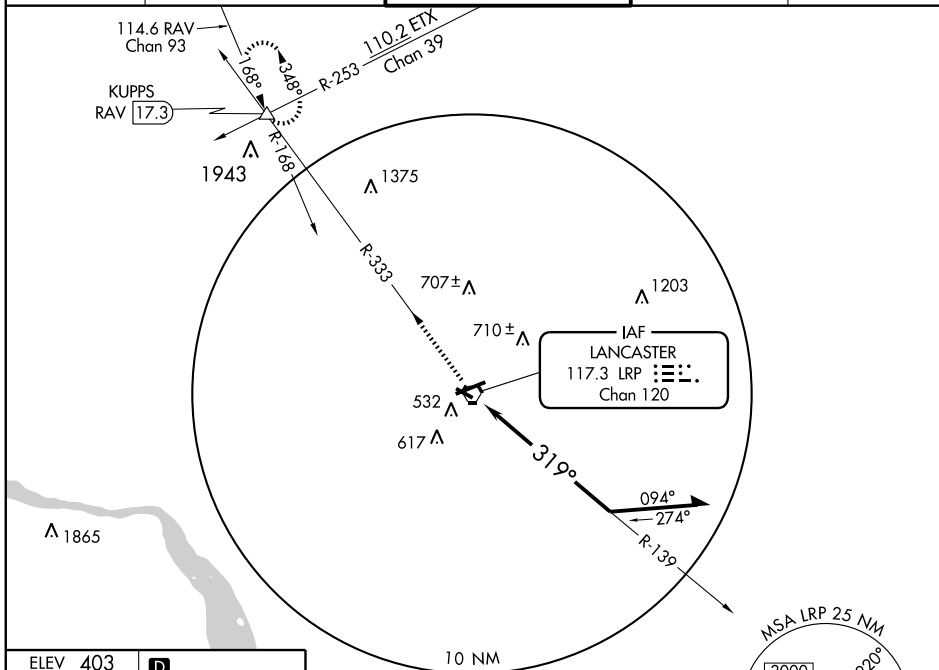 114.6 RAV
Chan 93
110.2 ETX
Chan 39
R-253
168°
348°
KUPPS
RAV 17.3
R-168
1943
1375
R-333
707±
1203
710±
IAF
LANCASTER
117.3 LRP
Chan 120
532
617
319°
094°
274°
1865
R-139
MSA LRP 25 NM
10 NM
ELEV 403
D